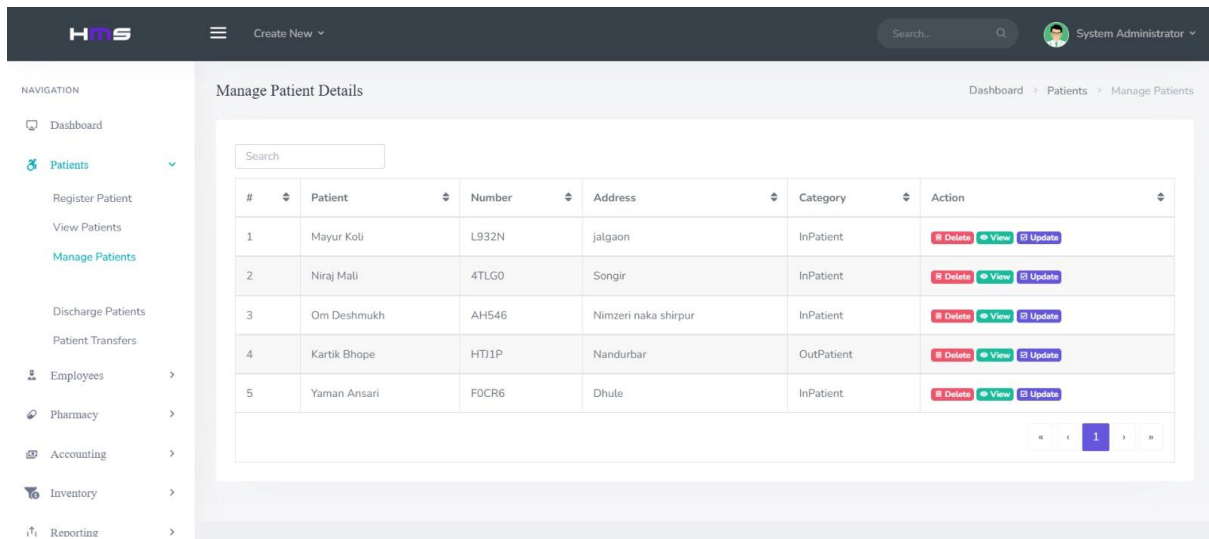 HMS
Create New
Search...
System Administrator
NAVIGATION
Dashboard
Patients
Register Patient
View Patients
Manage Patients
Discharge Patients
Patient Transfers
Employees
Pharmacy
Accounting
Inventory
Reporting
Manage Patient Details
Dashboard > Patients > Manage Patients
Search
# Patient Number Address Category Action
1 Mayur Koli L932N jalgaon InPatient Delete View Update
2 Niraj Mali 4TLG0 Songir InPatient Delete View Update
3 Om Deshmukh AH546 Nimzeri naka shirpur InPatient Delete View Update
4 Kartik Bhope HTJ1P Nandurbar OutPatient Delete View Update
5 Yaman Ansari F0CR6 Dhule InPatient Delete View Update
« ‹ 1 › »